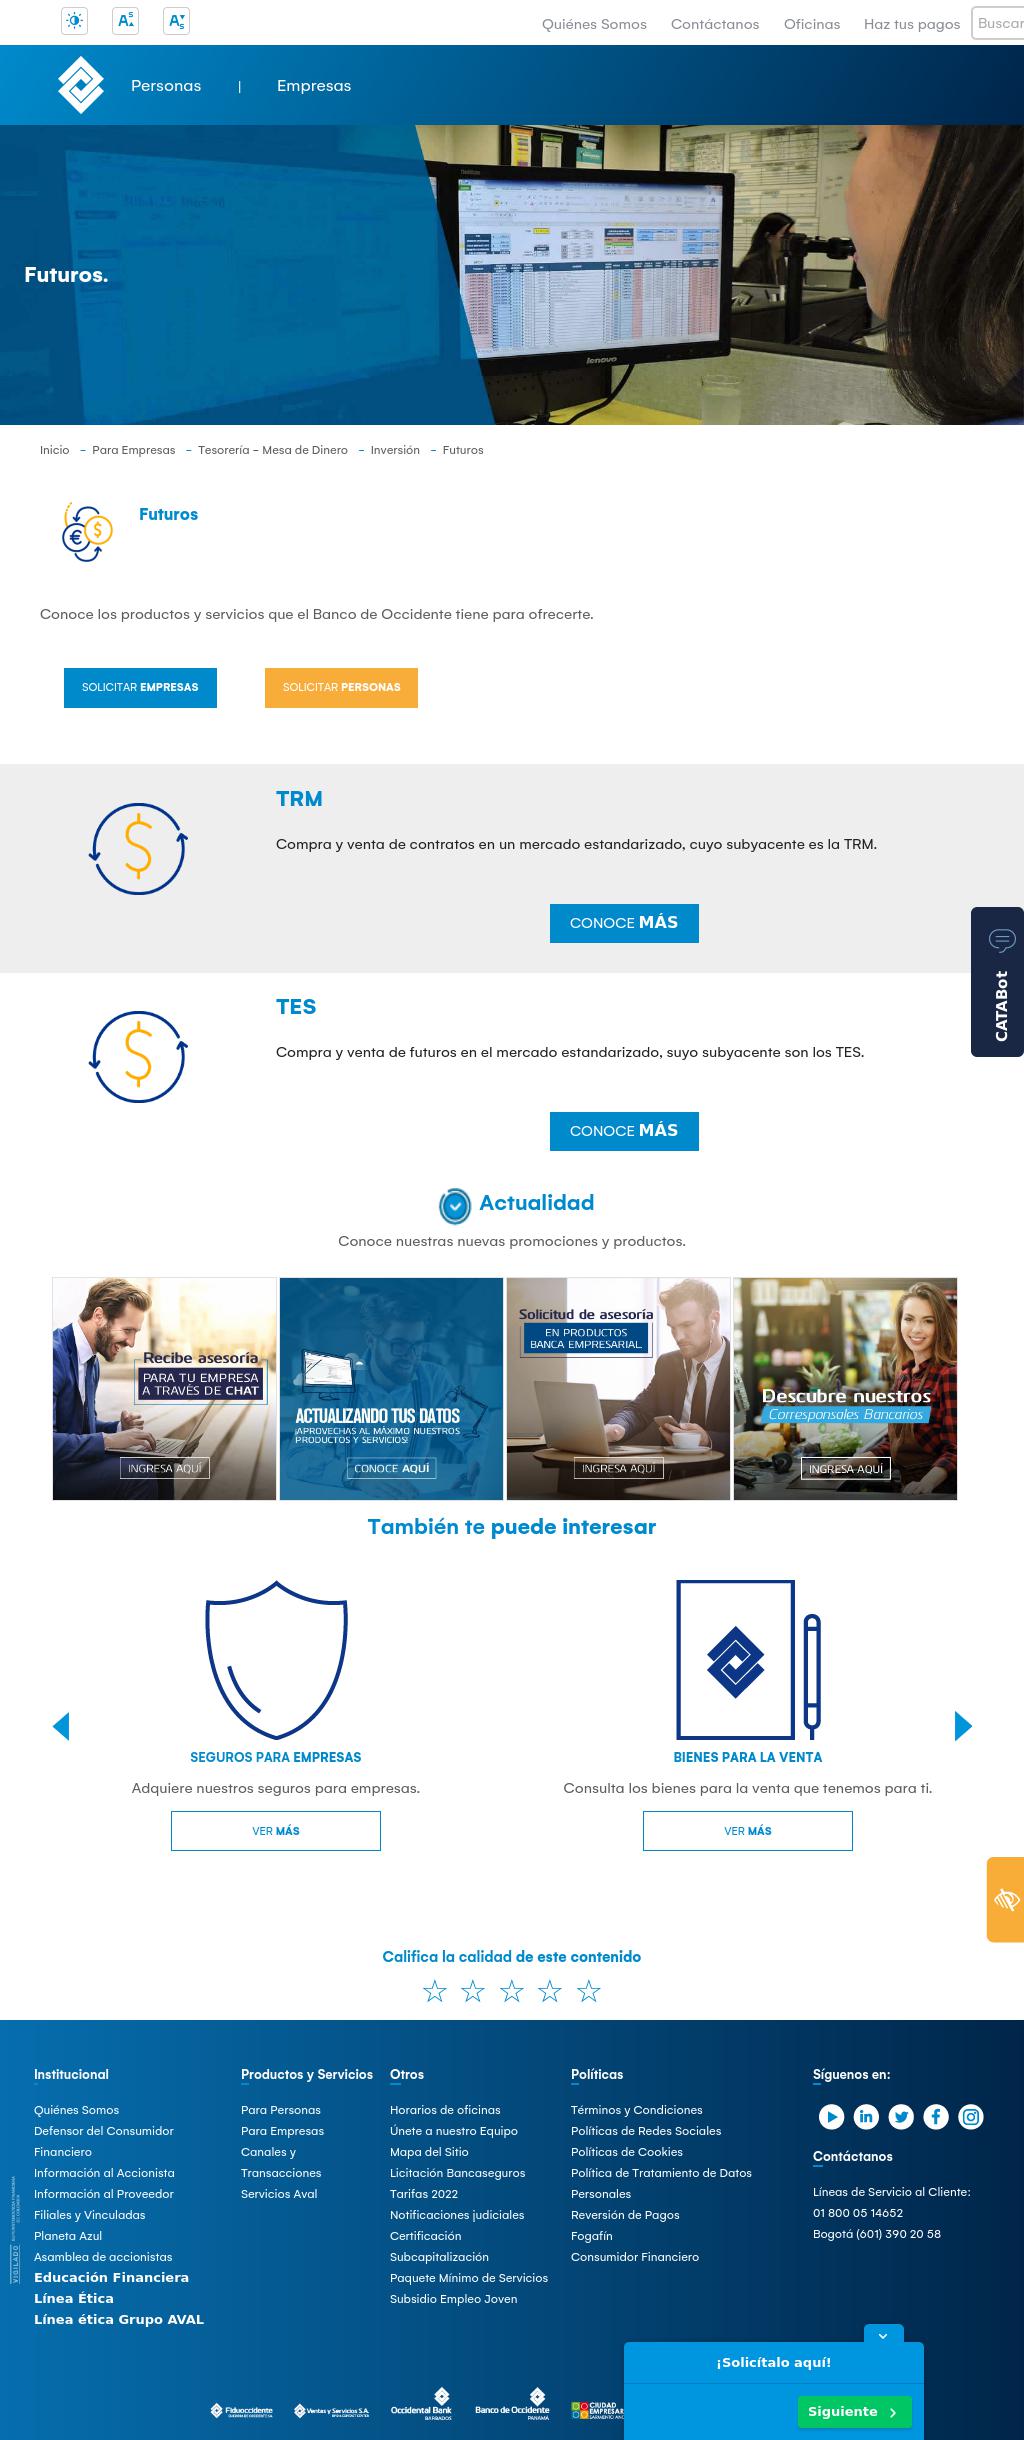 Quiénes Somos Contáctanos Oficinas Haz tus pagos Buscar
Personas | Empresas
Futuros.
lenovo
Inicio – Para Empresas – Tesorería - Mesa de Dinero – Inversión – Futuros
Futuros
Conoce los productos y servicios que el Banco de Occidente tiene para ofrecerte.
SOLICITAR EMPRESAS SOLICITAR PERSONAS
TRM
Compra y venta de contratos en un mercado estandarizado, cuyo subyacente es la TRM.
CONOCE MÁS
CATABot
TES
Compra y venta de futuros en el mercado estandarizado, suyo subyacente son los TES.
CONOCE MÁS
Actualidad
Conoce nuestras nuevas promociones y productos.
Recibe asesoría
PARA TU EMPRESA
A TRAVÉS DE CHAT
INGRESA AQUÍ
ACTUALIZANDO TUS DATOS
¡APROVECHAS AL MÁXIMO NUESTROS
PRODUCTOS Y SERVICIOS!
CONOCE AQUÍ
Solicitud de asesoría
EN PRODUCTOS
BANCA EMPRESARIAL.
INGRESA AQUÍ
Descubre nuestros
Corresponsales Bancarios
INGRESA AQUÍ
También te puede interesar
SEGUROS PARA EMPRESAS
Adquiere nuestros seguros para empresas.
VER MÁS
BIENES PARA LA VENTA
Consulta los bienes para la venta que tenemos para ti.
VER MÁS
Califica la calidad de este contenido
Institucional
Quiénes Somos
Defensor del Consumidor
Financiero
Información al Accionista
Información al Proveedor
Filiales y Vinculadas
Planeta Azul
Asamblea de accionistas
Educación Financiera
Línea Ética
Línea ética Grupo AVAL
Productos y Servicios
Para Personas
Para Empresas
Canales y
Transacciones
Servicios Aval
Otros
Horarios de oficinas
Únete a nuestro Equipo
Mapa del Sitio
Licitación Bancaseguros
Tarifas 2022
Notificaciones judiciales
Certificación
Subcapitalización
Paquete Mínimo de Servicios
Subsidio Empleo Joven
Políticas
Términos y Condiciones
Políticas de Redes Sociales
Políticas de Cookies
Política de Tratamiento de Datos
Personales
Reversión de Pagos
Fogafín
Consumidor Financiero
Síguenos en:
Contáctanos
Líneas de Servicio al Cliente:
01 800 05 14652
Bogotá (601) 390 20 58
VIGILADO
Fiduoccidente
Ventas y Servicios S.A.
Occidental Bank
BARBADOS
Banco de Occidente
PANAMÁ
CIUDAD
EMPRESAR
¡Solicítalo aquí!
Siguiente